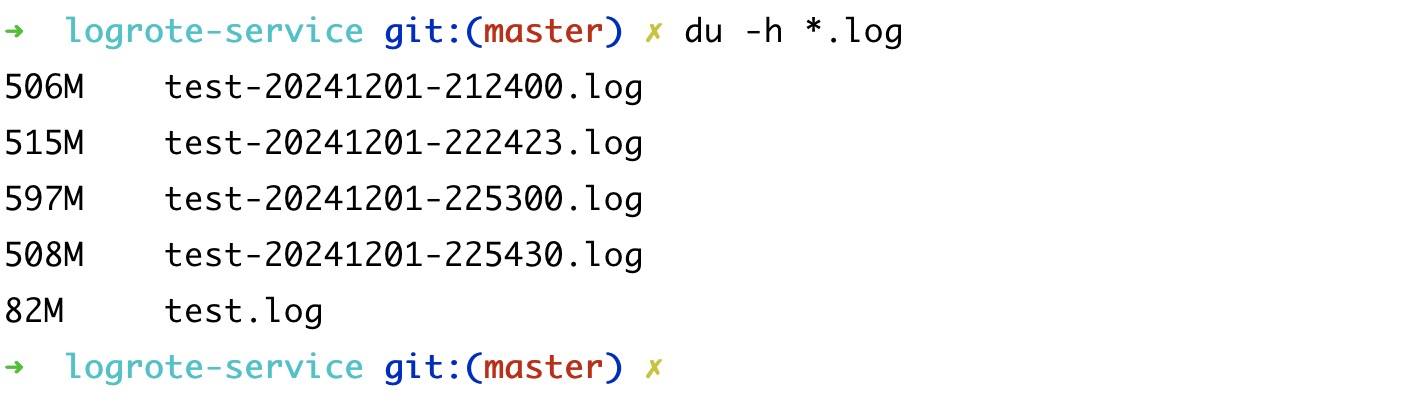 ➜  logrote-service git:(master) ✗ du -h *.log
506M    test-20241201-212400.log
515M    test-20241201-222423.log
597M    test-20241201-225300.log
508M    test-20241201-225430.log
82M     test.log
➜  logrote-service git:(master) ✗